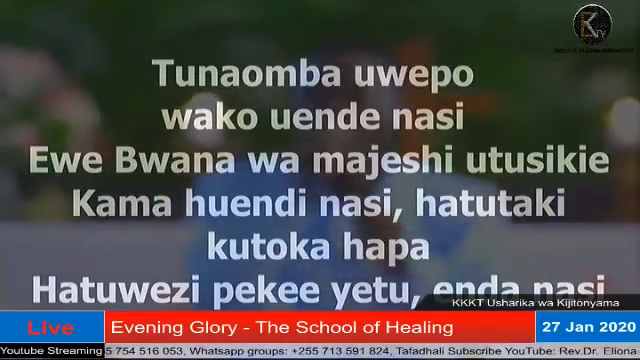 Tunaomba uwepo
wako uende nasi
Ewe Bwana wa majeshi utusikie
Kama huendi nasi, hatutaki
kutoka hapa
Hatuwezi pekee yetu, enda nasi
KKKT Usharika wa Kijitonyama
Live
Evening Glory - The School of Healing
27 Jan 2020
Youtube Streaming
5 754 516 053, Whatsapp groups: +255 713 591 824, Tafadhali Subscribe YouTube: Rev.Dr. Eliona